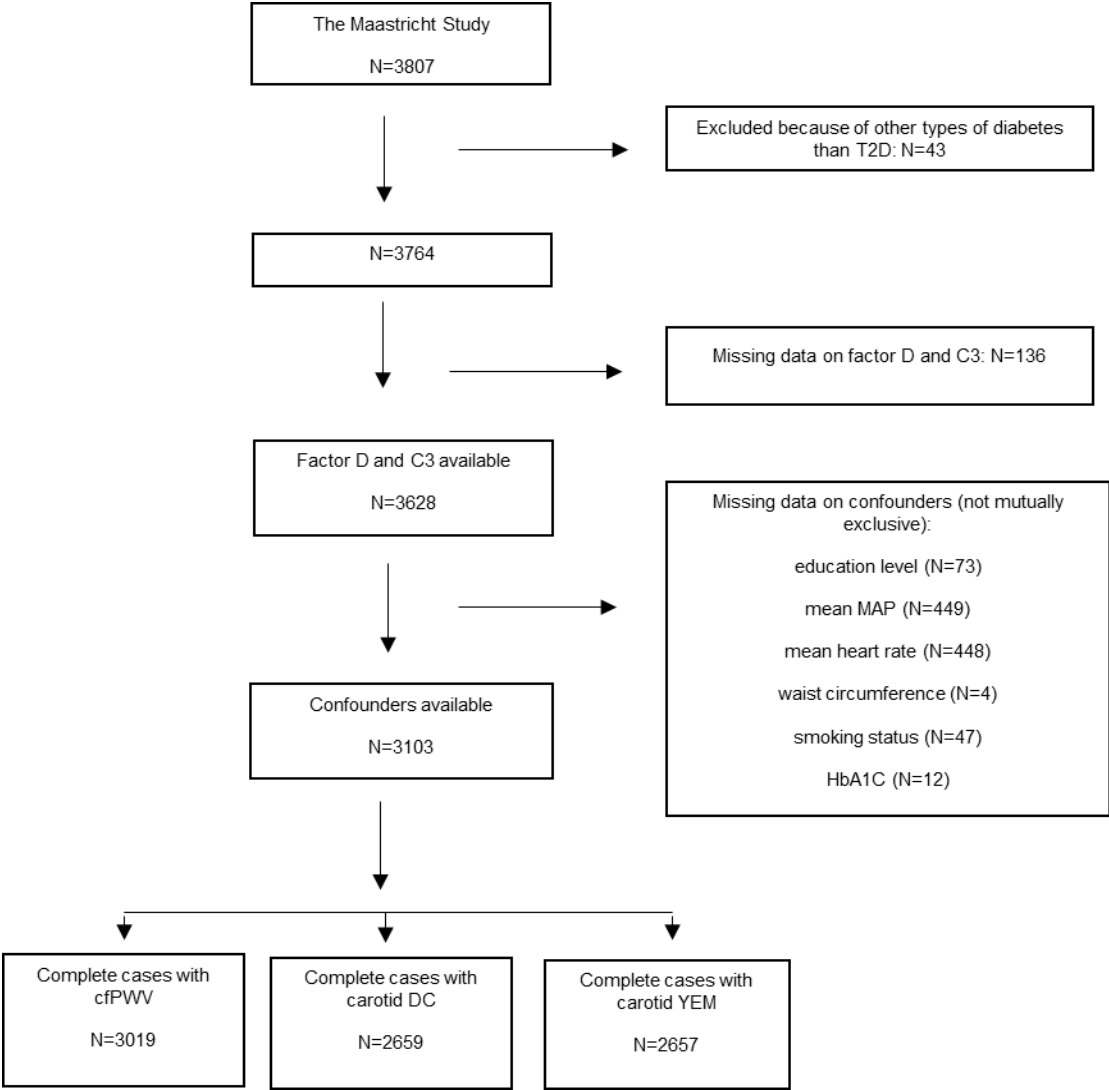 The Maastricht Study
N=3807
Excluded because of other types of diabetes
than T2D: N=43
N=3764
Missing data on factor D and C3: N=136
Factor D and C3 available
N=3628
Missing data on confounders (not mutually
exclusive):
education level (N=73)
mean MAP (N=449)
mean heart rate (N=448)
waist circumference (N=4)
smoking status (N=47)
HbA1C (N=12)
Confounders available
N=3103
Complete cases with
cfPWV
N=3019
Complete cases with
carotid DC
N=2659
Complete cases with
carotid YEM
N=2657